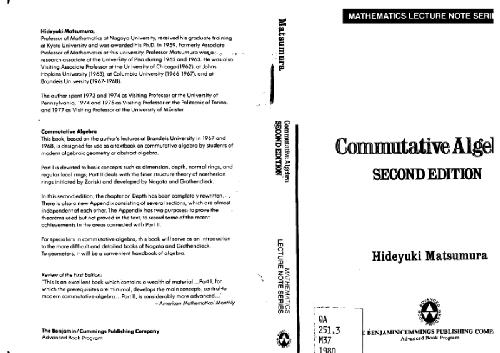 Hideyuki Matsumura,
Professor of Mathematics at Nagoya University, received his graduate training
at Kyoto University and was awarded his Ph.D. in 1959. Formerly Associate
Professor of Mathematics at this university Professor Matsumura was
research associate at the University of Pisa during 1962 and 1963. He was also
Visiting Associate Professor at the University of Chicago (1962), at Johns
Hopkins University (1963), at Columbia University (1966-1967), and at
Brandeis University (1967-1968).
The author spent 1973 and 1974 as Visiting Professor at the University of
Pennsylvania, 1974 and 1975 as Visiting Professor at the Politecnico of Torino,
and 1977 as Visiting Professor at the University of Münster.
Commutative Algebra
This book, based on the author's lectures at Brandeis University in 1967 and
1968, is designed for use as a textbook on commutative algebra by students of
modern algebraic geometry or abstract algebra.
Part I is devoted to basic concepts such as dimension, depth, normal rings, and
regular local rings; Part II deals with the finer structure theory of noetherian
rings initiated by Zariski and developed by Nagata and Grothendieck.
In this second edition, the chapter on Depth has been completely rewritten.
There is also a new Appendix consisting of several sections, which are almost
independent of each other. The Appendix has two purposes: to prove the
theorems used but not proved in the text; to record some of the recent
achievements in the areas connected with Part II.
For specialists in commutative algebra, this book will serve as an introduction
to the more difficult and detailed books of Nagata and Grothendieck.
To geometers, it will be a convenient handbook of algebra.
Review of the First Edition:
"This is an excellent book which contains a wealth of material ... Part I, for
which the prerequisites are minimal, develops the main concepts
modern commutative algebra... Part II, is considerably more advanced..."
– American Mathematical Monthly
The Benjamin/Cummings Publishing Company
Advanced Book Program
Matsumura
Commutative Algebra
SECOND EDITION
MATHEMATICS
LECTURE NOTE SERIES
MATHEMATICS LECTURE NOTE SERI
Commutative Algeb
SECOND EDITION
Hideyuki Matsumura
QA
251.3
M37
1980
BENJAMIN/CUMMINGS PUBLISHING COM
Advanced Book Program